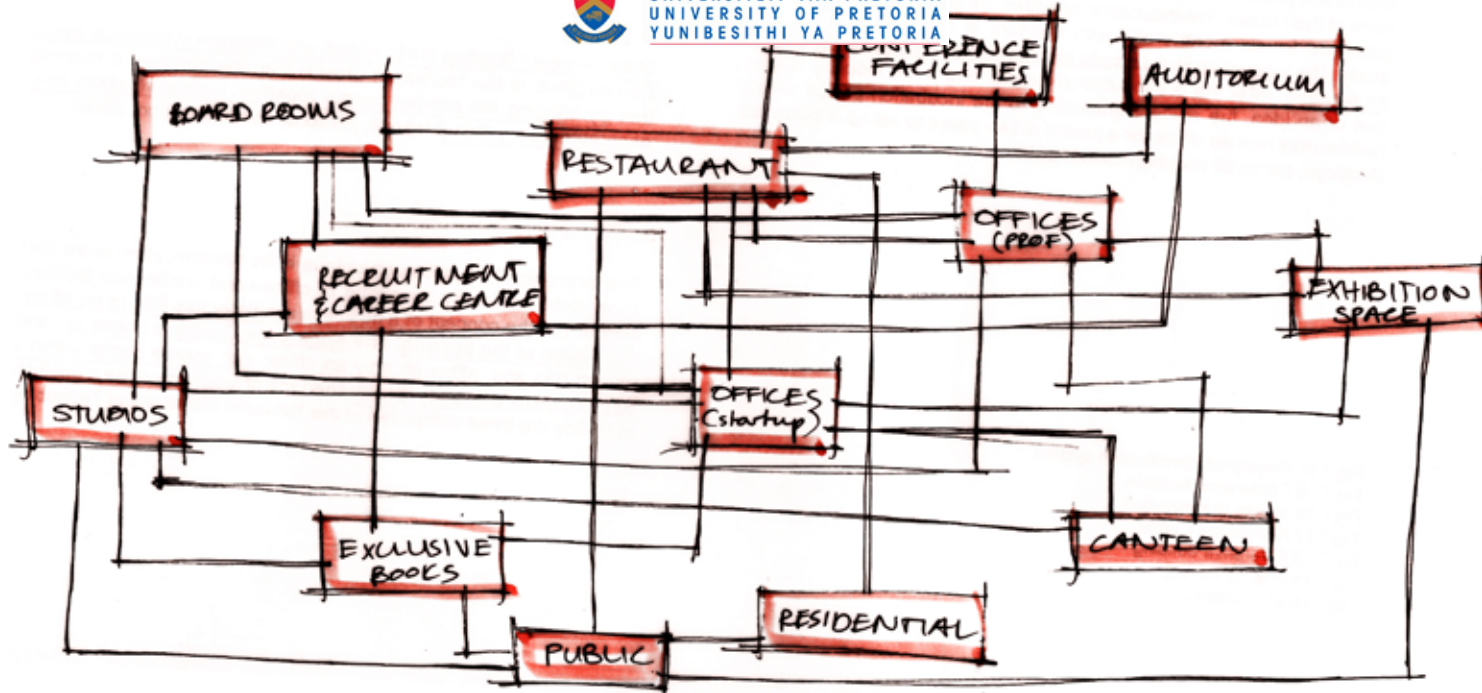 UNIVERSITY OF PRETORIA
YUNIBESITHI YA PRETORIA
CONFERENCE
FACILITIES
AUDITORIUM
BOARD ROOMS
RESTAURANT
OFFICES
(PROF)
RECRUITMENT
& CAREER CENTRE
EXHIBITION
SPACE
STUDIOS
OFFICES
(startup)
EXCLUSIVE
BOOKS
CANTEEN
RESIDENTIAL
PUBLIC